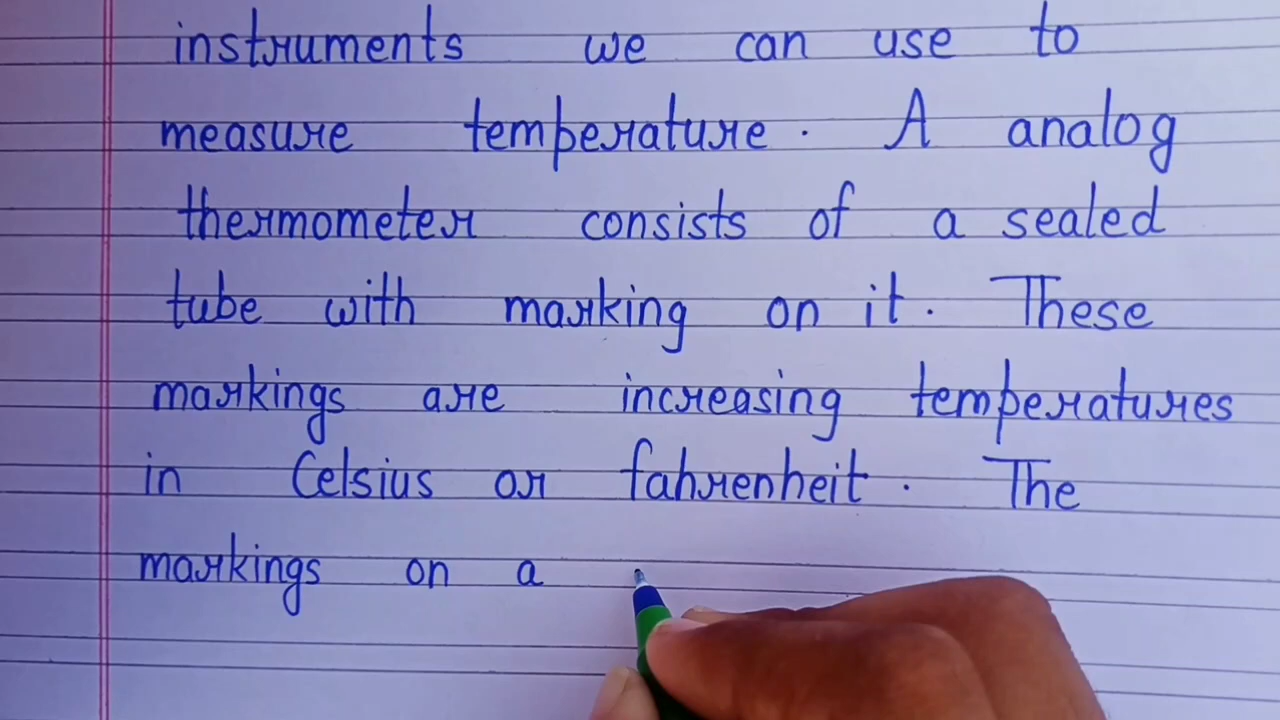 instruments we can use to
measure temperature. A analog
thermometer consists of a sealed
tube with marking on it. These
markings are increasing temperatures
in Celsius or fahrenheit. The
markings on a